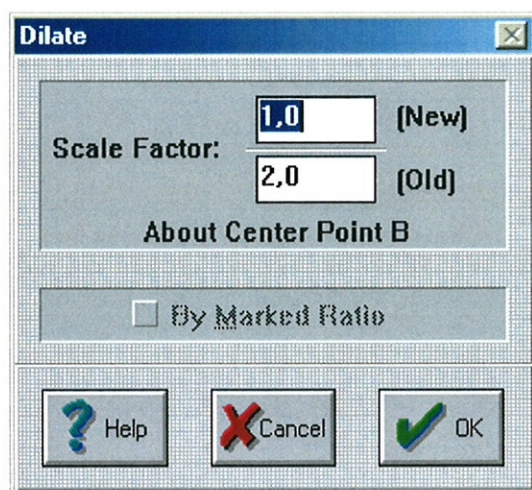 Dilate
1,0 (New)
Scale Factor:
2,0 (Old)
About Center Point B
By Marked Ratio
Help Cancel OK